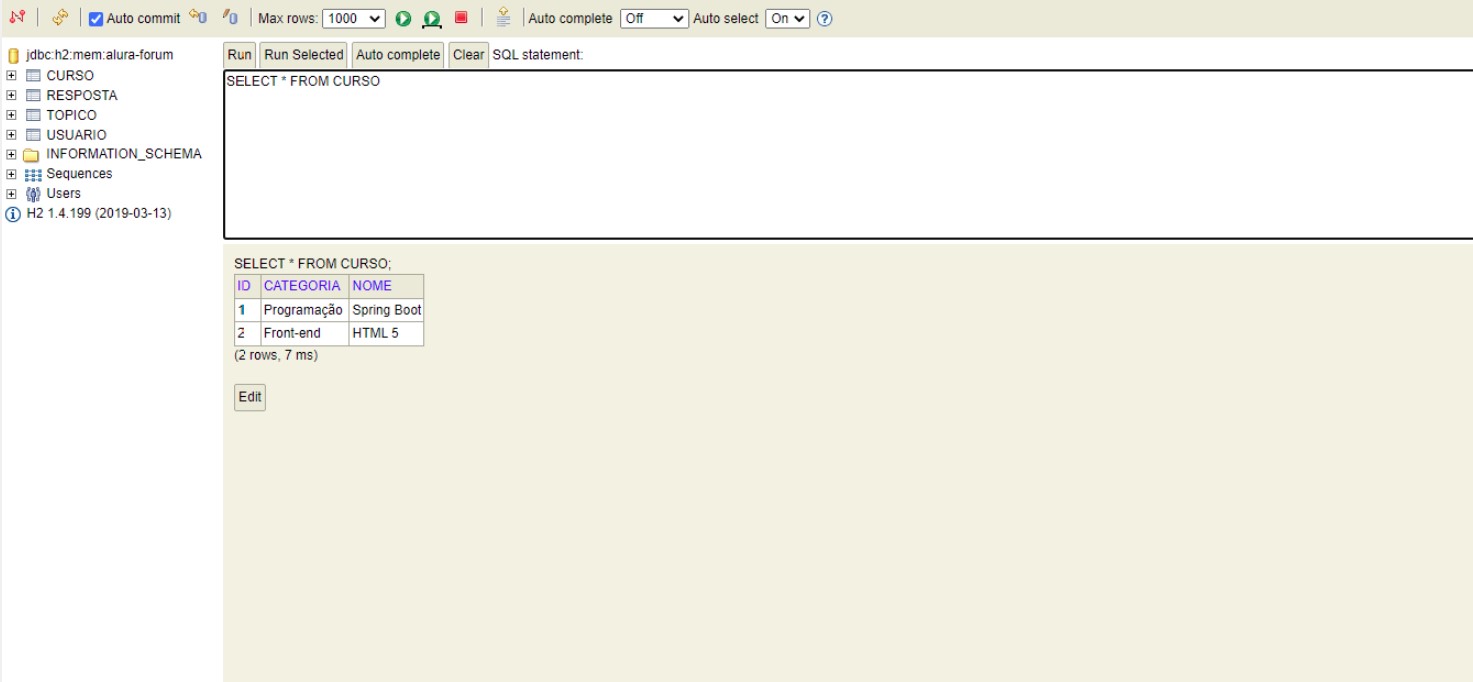 Auto commit Max rows: 1000 Auto complete Off Auto select On ?
jdbc:h2:mem:alura-forum
CURSO
RESPOSTA
TOPICO
USUARIO
INFORMATION_SCHEMA
Sequences
Users
H2 1.4.199 (2019-03-13)
Run Run Selected Auto complete Clear SQL statement:
SELECT * FROM CURSO
SELECT * FROM CURSO;
ID CATEGORIA NOME
1 Programação Spring Boot
2 Front-end HTML 5
(2 rows, 7 ms)
Edit